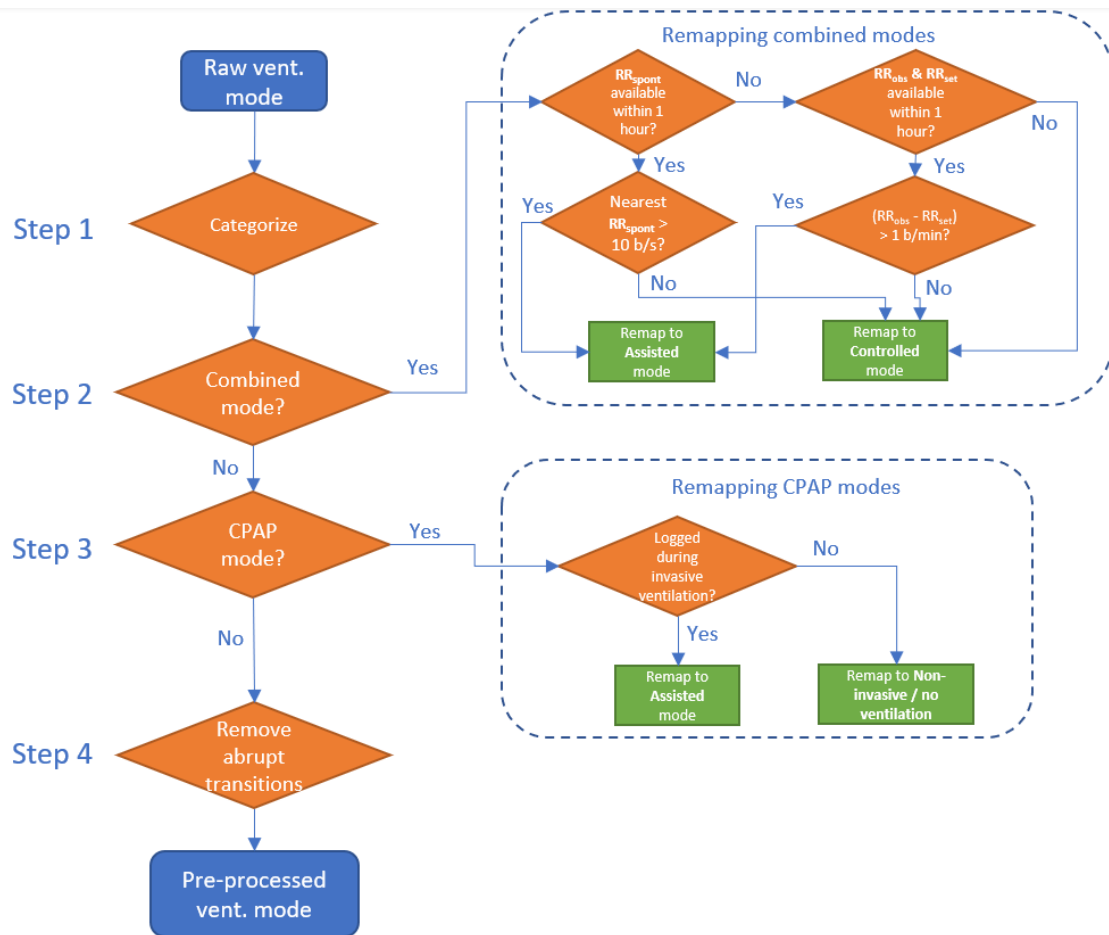 Raw vent.
mode
Step 1
Categorize
Step 2
Combined
mode?
Yes
No
Step 3
CPAP
mode?
Yes
No
Step 4
Remove
abrupt
transitions
Pre-processed
vent. mode
Remapping combined modes
RRspont
available
within 1
hour?
No
RRobs & RRset
available
within 1
hour?
No
Yes
Yes
Yes
Nearest
RRspont >
10 b/s?
Yes
(RRobs - RRset)
> 1 b/min?
No
No
Remap to
Assisted
mode
Remap to
Controlled
mode
Remapping CPAP modes
Logged
during
invasive
ventilation?
No
Yes
Remap to
Assisted
mode
Remap to Non-
invasive / no
ventilation